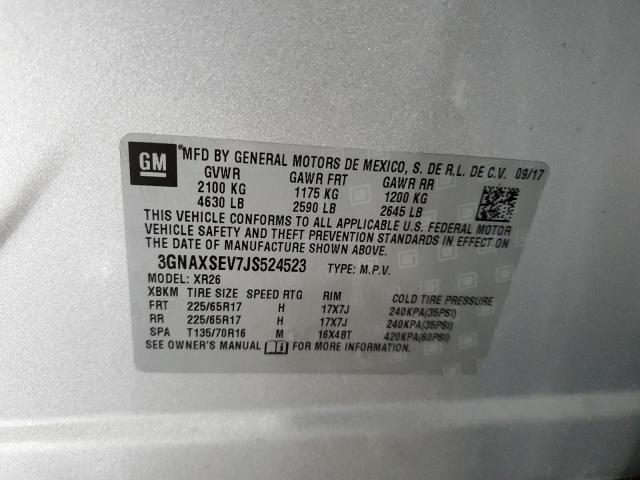 GM
MFD BY GENERAL MOTORS DE MEXICO, S. DE R.L. DE C.V. 09/17
GVWR GAWR FRT GAWR RR
2100 KG 1175 KG 1200 KG
4630 LB 2590 LB 2645 LB
THIS VEHICLE CONFORMS TO ALL APPLICABLE U.S. FEDERAL MOTOR
VEHICLE SAFETY AND THEFT PREVENTION STANDARDS IN EFFECT ON
THE DATE OF MANUFACTURE SHOWN ABOVE.
3GNAXSEV7JS524523 TYPE: M.P.V.
MODEL: XR26
XBKM TIRE SIZE SPEED RTG RIM COLD TIRE PRESSURE
FRT 225/65R17 H 17X7J 240KPA(35PSI)
RR 225/65R17 H 17X7J 240KPA(35PSI)
SPA T135/70R16 M 16X4BT 420KPA(60PSI)
SEE OWNER'S MANUAL FOR MORE INFORMATION.